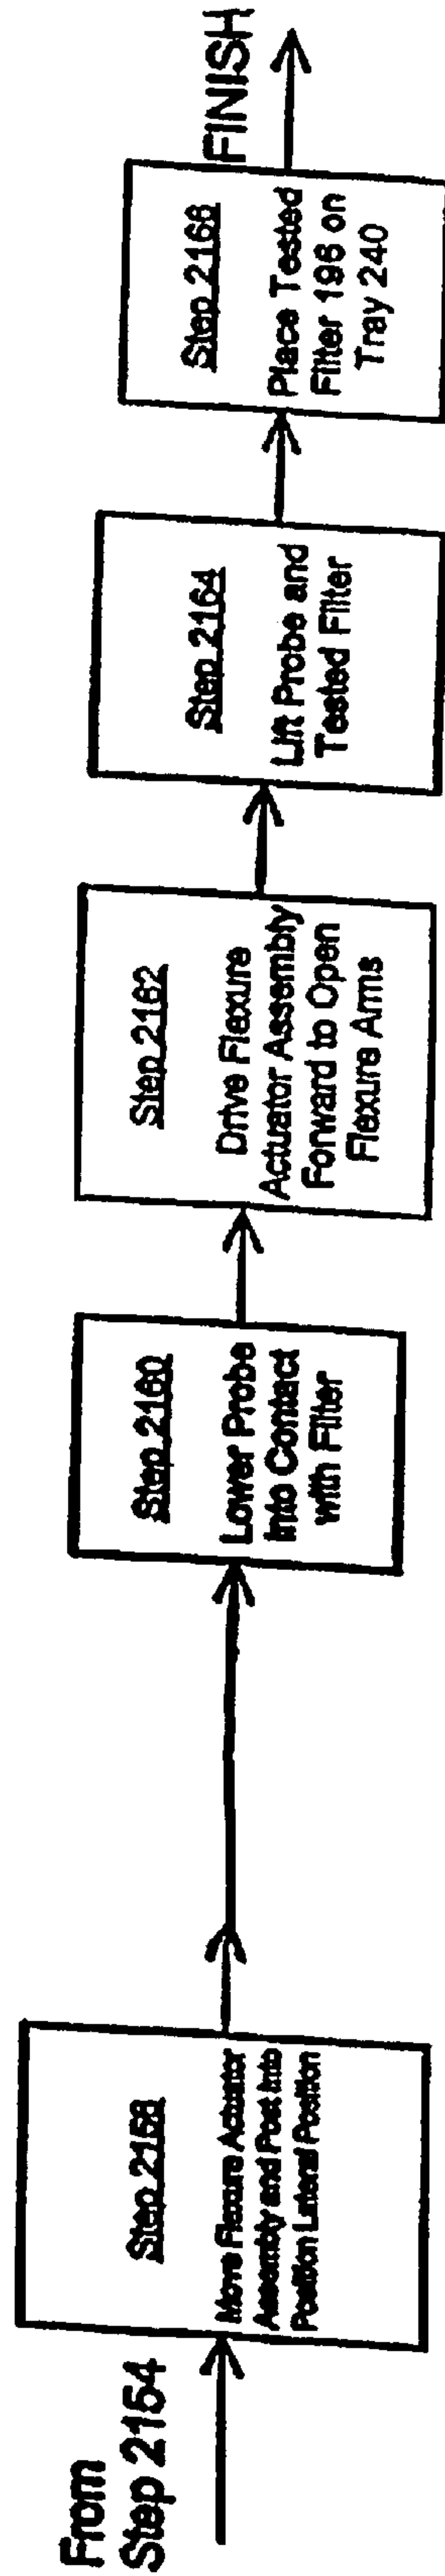 From
Step 2154
Step 2158
Move Flexure Actuator
Assembly and Post into
Position Lateral Position
Step 2160
Lower Probe
into Contact
with Filter
Step 2162
Drive Flexure
Actuator Assembly
Forward to Open
Flexure Arms
Step 2164
Lift Probe and
Tested Filter
Step 2168
Place Tested
Filter 196 on
Tray 240
FINISH